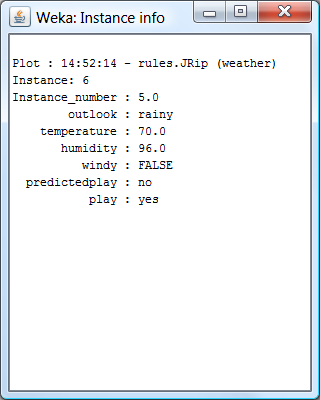 Weka: Instance info
Plot : 14:52:14 - rules.JRip (weather)
Instance: 6
Instance_number : 5.0
outlook : rainy
temperature : 70.0
humidity : 96.0
windy : FALSE
predictedplay : no
play : yes